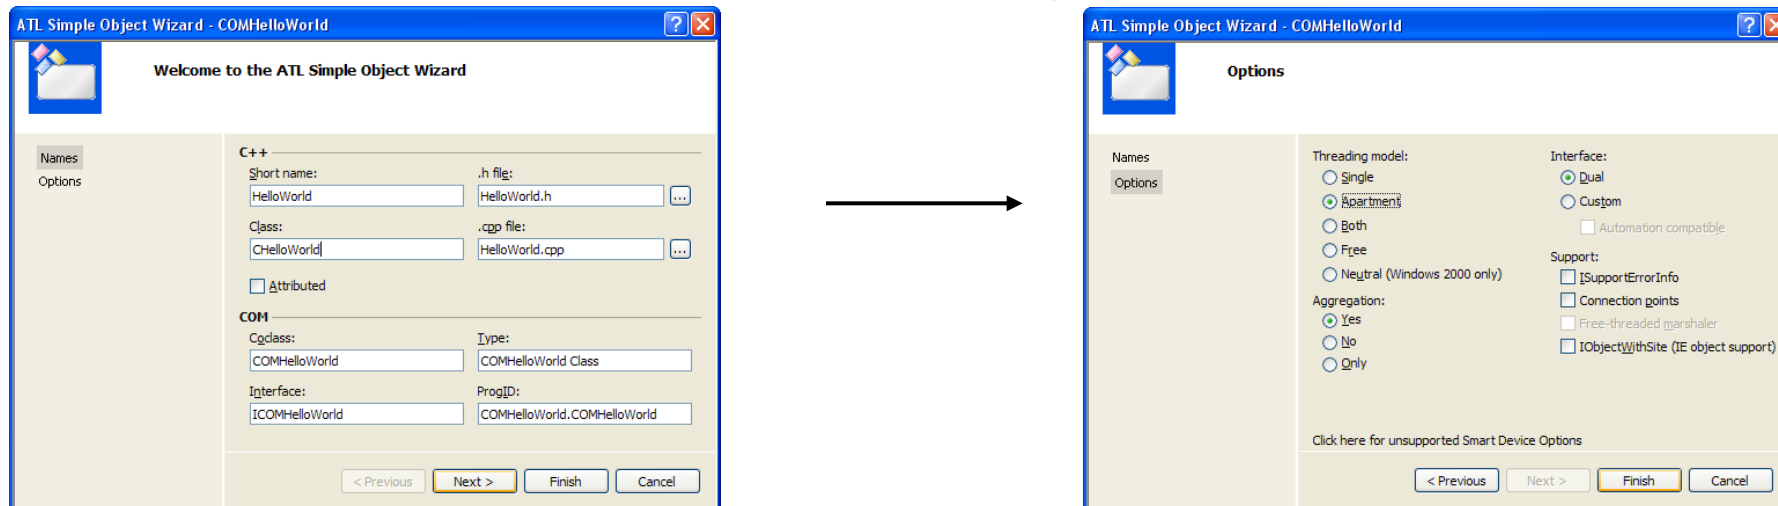 ATL Simple Object Wizard - COMHelloWorld
Welcome to the ATL Simple Object Wizard
Names
Options
C++
Short name: .h file:
HelloWorld HelloWorld.h ...
Class: .cpp file:
CHelloWorld HelloWorld.cpp ...
Attributed
COM
Coclass: Type:
COMHelloWorld COMHelloWorld Class
Interface: ProgID:
ICOMHelloWorld COMHelloWorld.COMHelloWorld
< Previous Next > Finish Cancel
ATL Simple Object Wizard - COMHelloWorld
Options
Names
Options
Threading model:
Single
Apartment
Both
Free
Neutral (Windows 2000 only)
Aggregation:
Yes
No
Only
Interface:
Dual
Custom
Automation compatible
Support:
ISupportErrorInfo
Connection points
Free-threaded marshaler
IObjectWithSite (IE object support)
Click here for unsupported Smart Device Options
< Previous Next > Finish Cancel